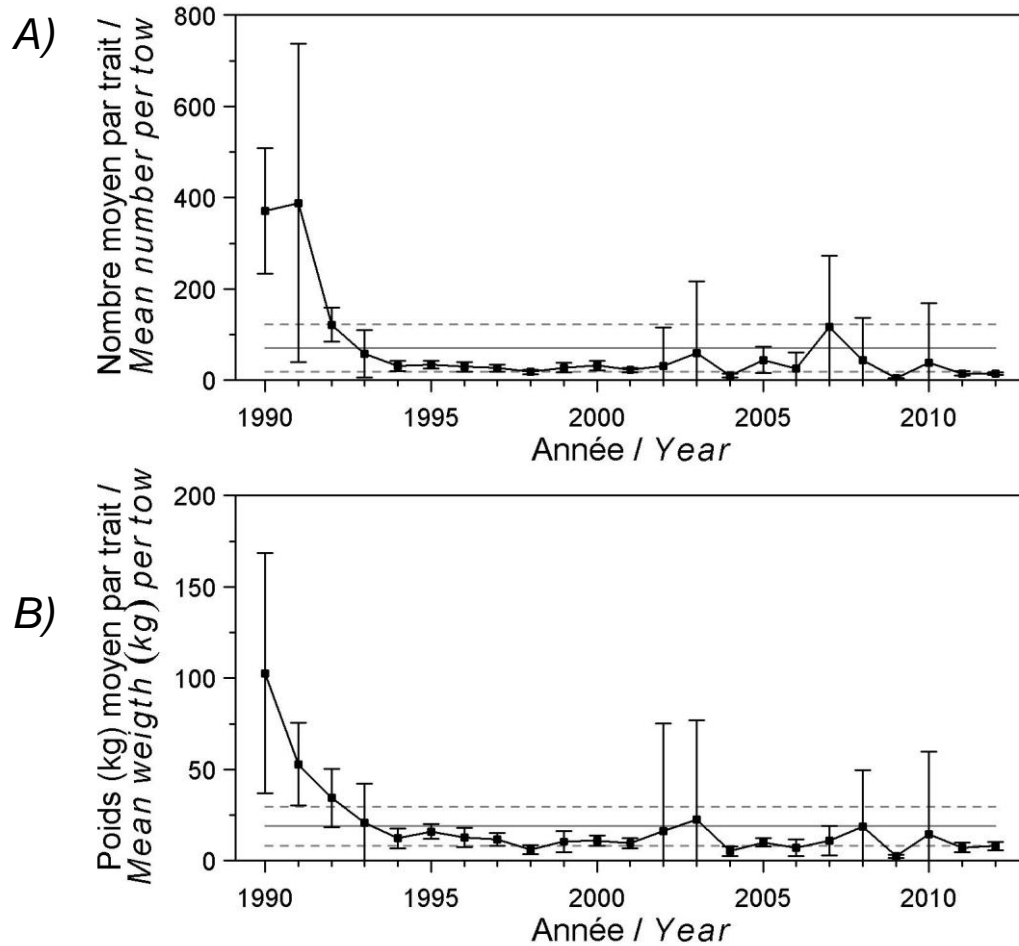 A)
Nombre moyen par trait /
Mean number per tow
800
600
400
200
0
1990
1995
2000
2005
2010
Année / Year
B)
Poids (kg) moyen par trait /
Mean weigth (kg) per tow
200
150
100
50
0
1990
1995
2000
2005
2010
Année / Year